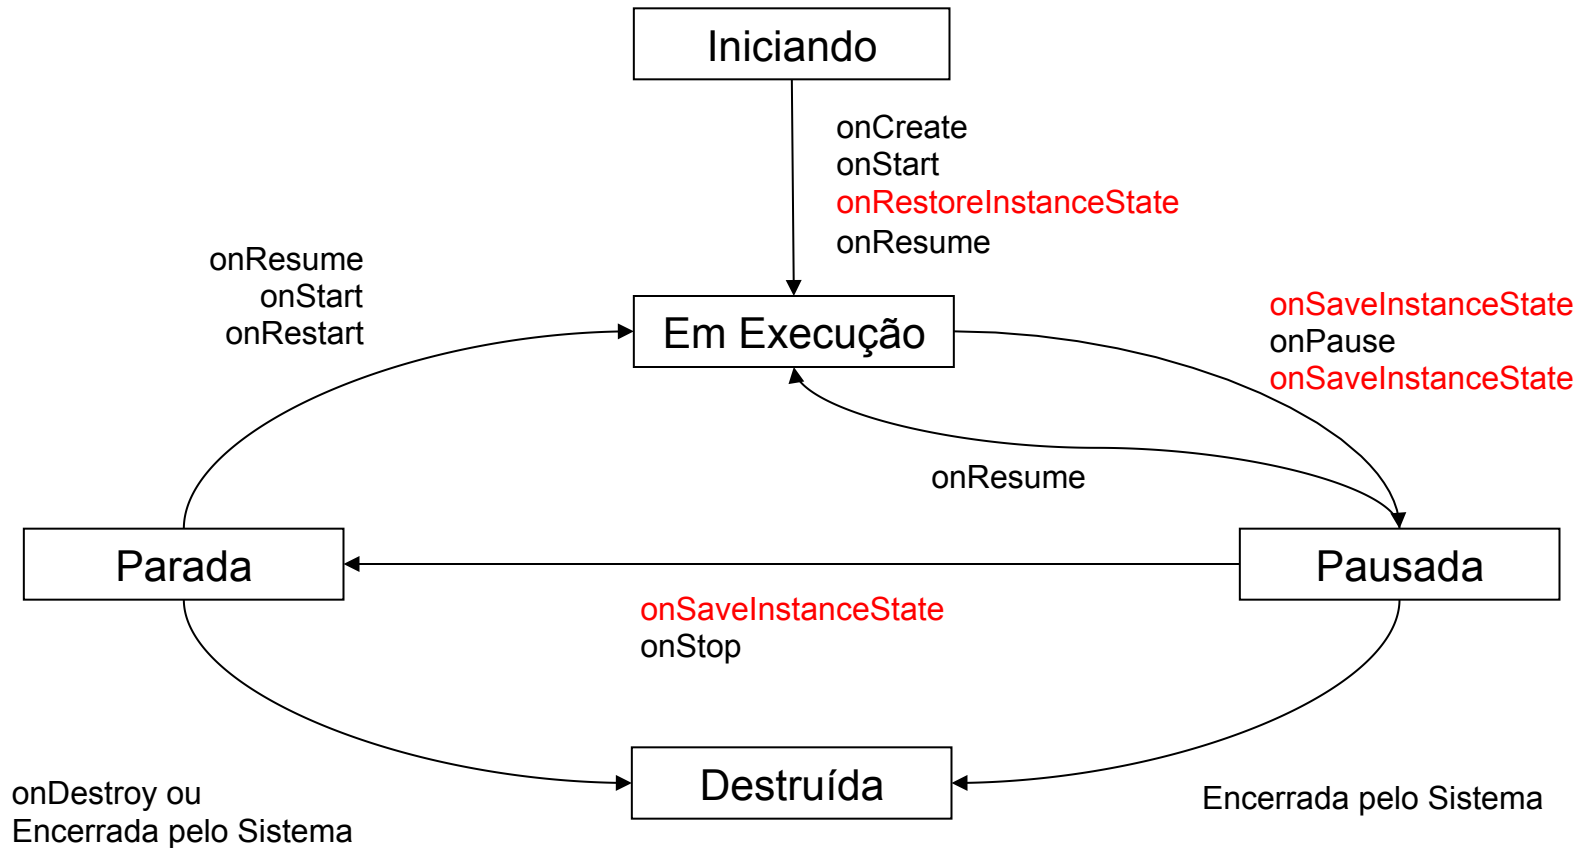 Iniciando
onCreate
onStart
onRestoreInstanceState
onResume
onResume
onStart
onRestart
Em Execução
onSaveInstanceState
onPause
onSaveInstanceState
onResume
Parada
Pausada
onSaveInstanceState
onStop
Destruída
onDestroy ou
Encerrada pelo Sistema
Encerrada pelo Sistema